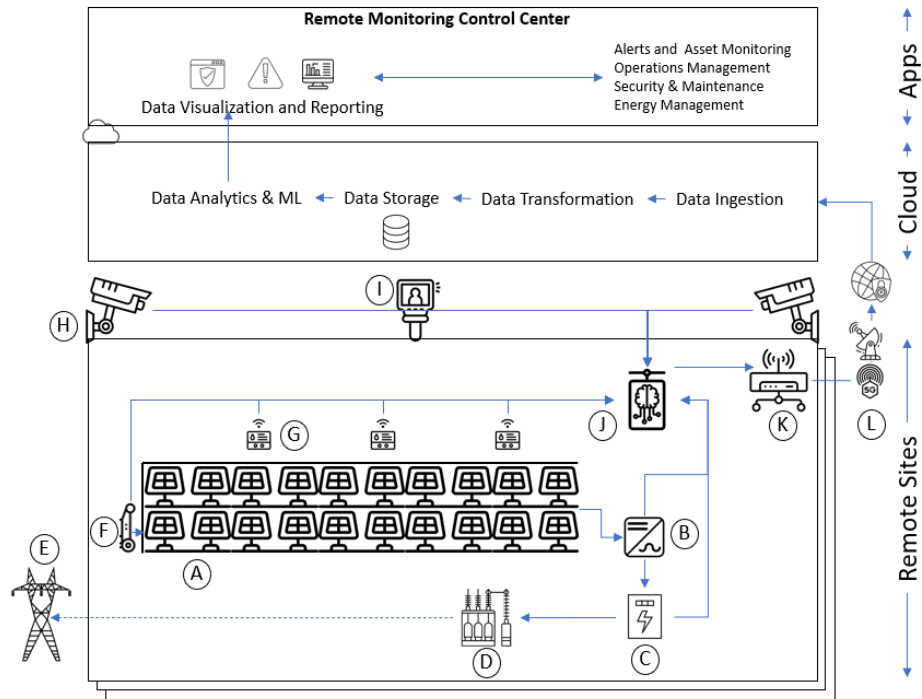 Remote Monitoring Control Center
Alerts and Asset Monitoring
Operations Management
Security & Maintenance
Energy Management
Data Visualization and Reporting
Apps
Data Analytics & ML
Data Storage
Data Transformation
Data Ingestion
Cloud
H
I
J
K
5G
L
G
F
A
B
E
D
C
Remote Sites